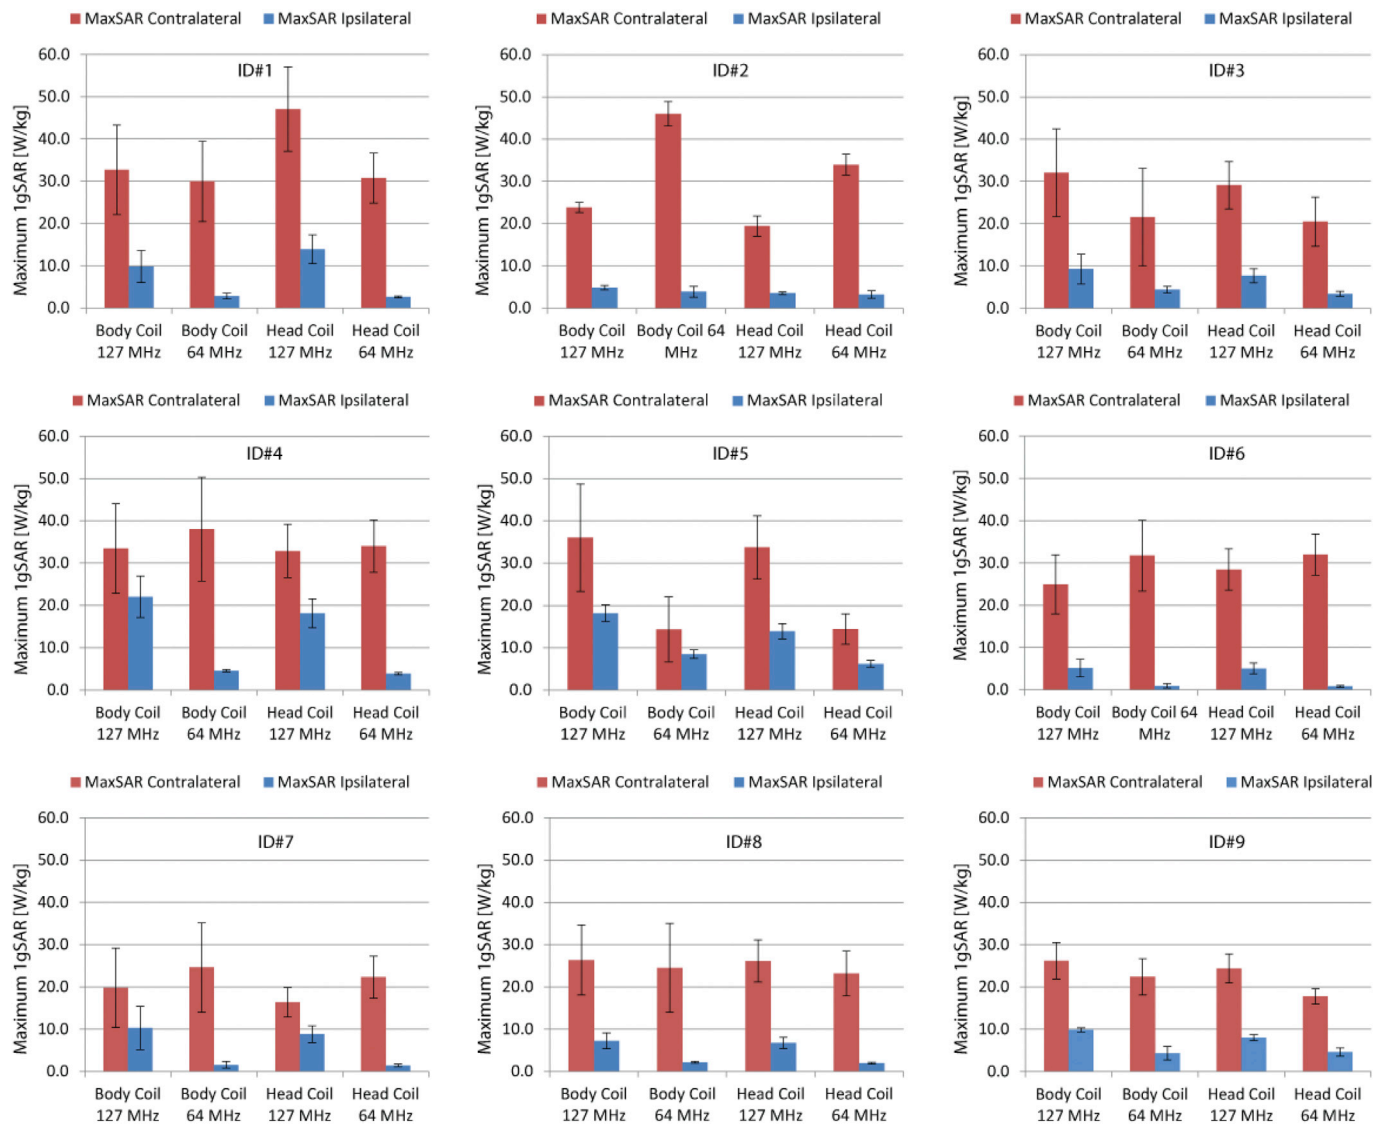 MaxSAR Contralateral MaxSAR Ipsilateral
ID#1
Maximum 1gSAR [W/kg]
60.0
50.0
40.0
30.0
20.0
10.0
0.0
Body Coil Body Coil Head Coil Head Coil
127 MHz 64 MHz 127 MHz 64 MHz
MaxSAR Contralateral MaxSAR Ipsilateral
ID#2
Maximum 1gSAR [W/kg]
60.0
50.0
40.0
30.0
20.0
10.0
0.0
Body Coil Body Coil 64 Head Coil Head Coil
127 MHz MHz 127 MHz 64 MHz
MaxSAR Contralateral MaxSAR Ipsilateral
ID#3
Maximum 1gSAR [W/kg]
60.0
50.0
40.0
30.0
20.0
10.0
0.0
Body Coil Body Coil Head Coil Head Coil
127 MHz 64 MHz 127 MHz 64 MHz
MaxSAR Contralateral MaxSAR Ipsilateral
ID#4
Maximum 1gSAR [W/kg]
60.0
50.0
40.0
30.0
20.0
10.0
0.0
Body Coil Body Coil Head Coil Head Coil
127 MHz 64 MHz 127 MHz 64 MHz
MaxSAR Contralateral MaxSAR Ipsilateral
ID#5
Maximum 1gSAR [W/kg]
60.0
50.0
40.0
30.0
20.0
10.0
0.0
Body Coil Body Coil Head Coil Head Coil
127 MHz 64 MHz 127 MHz 64 MHz
MaxSAR Contralateral MaxSAR Ipsilateral
ID#6
Maximum 1gSAR [W/kg]
60.0
50.0
40.0
30.0
20.0
10.0
0.0
Body Coil Body Coil 64 Head Coil Head Coil
127 MHz MHz 127 MHz 64 MHz
MaxSAR Contralateral MaxSAR Ipsilateral
ID#7
Maximum 1gSAR [W/kg]
60.0
50.0
40.0
30.0
20.0
10.0
0.0
Body Coil Body Coil Head Coil Head Coil
127 MHz 64 MHz 127 MHz 64 MHz
MaxSAR Contralateral MaxSAR Ipsilateral
ID#8
Maximum 1gSAR [W/kg]
60.0
50.0
40.0
30.0
20.0
10.0
0.0
Body Coil Body Coil Head Coil Head Coil
127 MHz 64 MHz 127 MHz 64 MHz
MaxSAR Contralateral MaxSAR Ipsilateral
ID#9
Maximum 1gSAR [W/kg]
60.0
50.0
40.0
30.0
20.0
10.0
0.0
Body Coil Body Coil Head Coil Head Coil
127 MHz 64 MHz 127 MHz 64 MHz